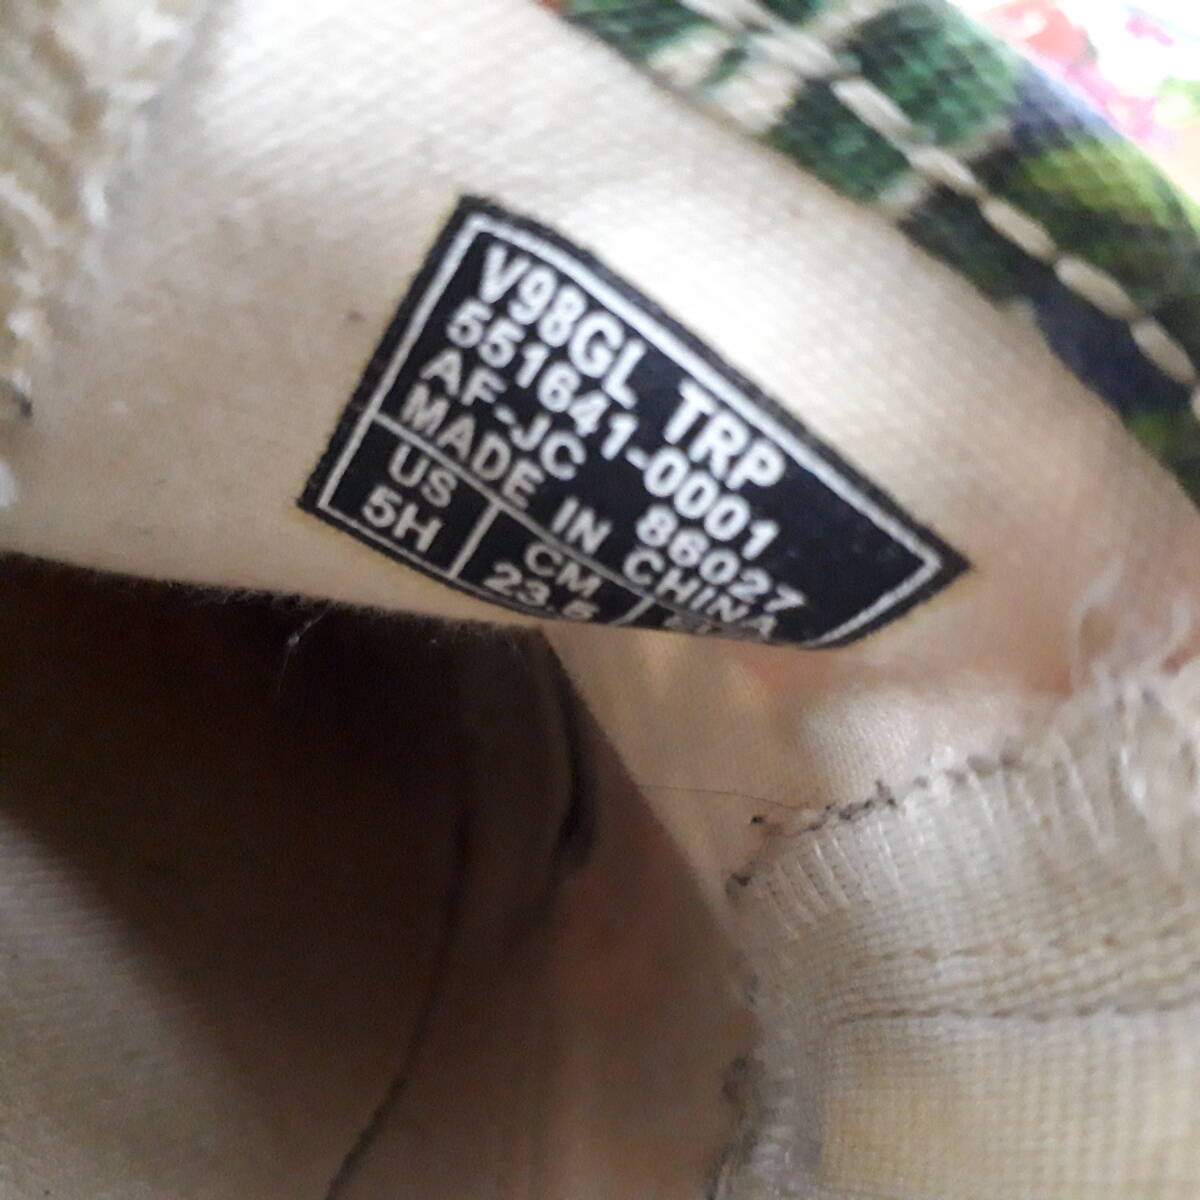 V98GL TRP
551641-0001
AF-JC 86027
MADE IN CHINA
US CM
5H 23.5